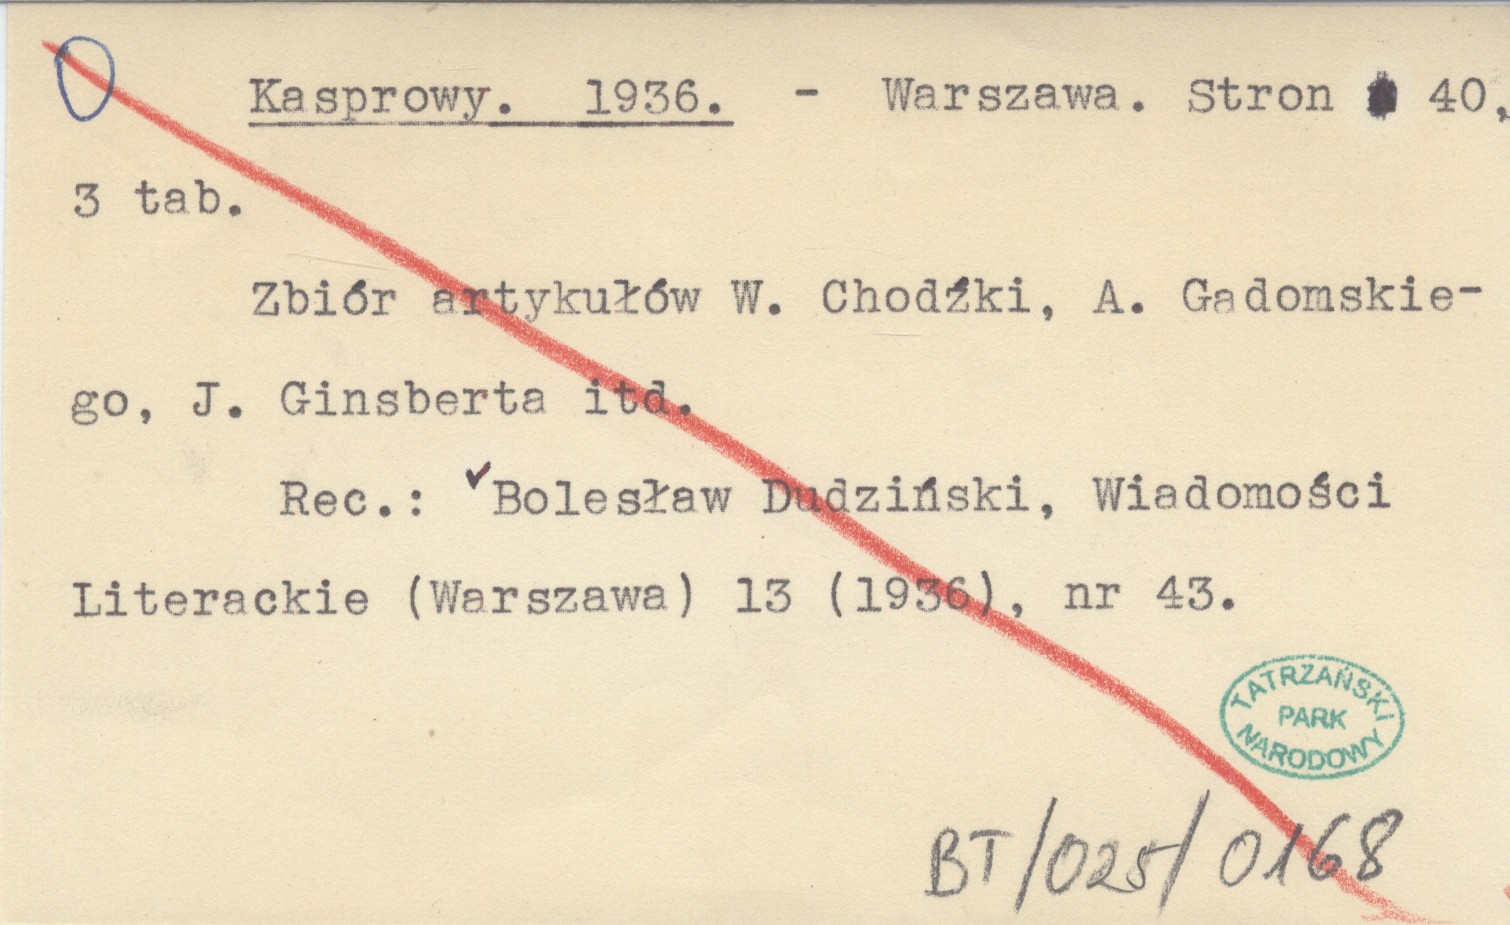 Kasprowy. 1936. - Warszawa. Stron 40,
3 tab.
Zbiór artykułów W. Chodźki, A. Gadomskie-
go, J. Ginsberta itd.
Rec.: Bolesław Dudziński, Wiadomości
Literackie (Warszawa) 13 (1936), nr 43.
TATRZAŃSKI
PARK
NARODOWY
BT/025/0168